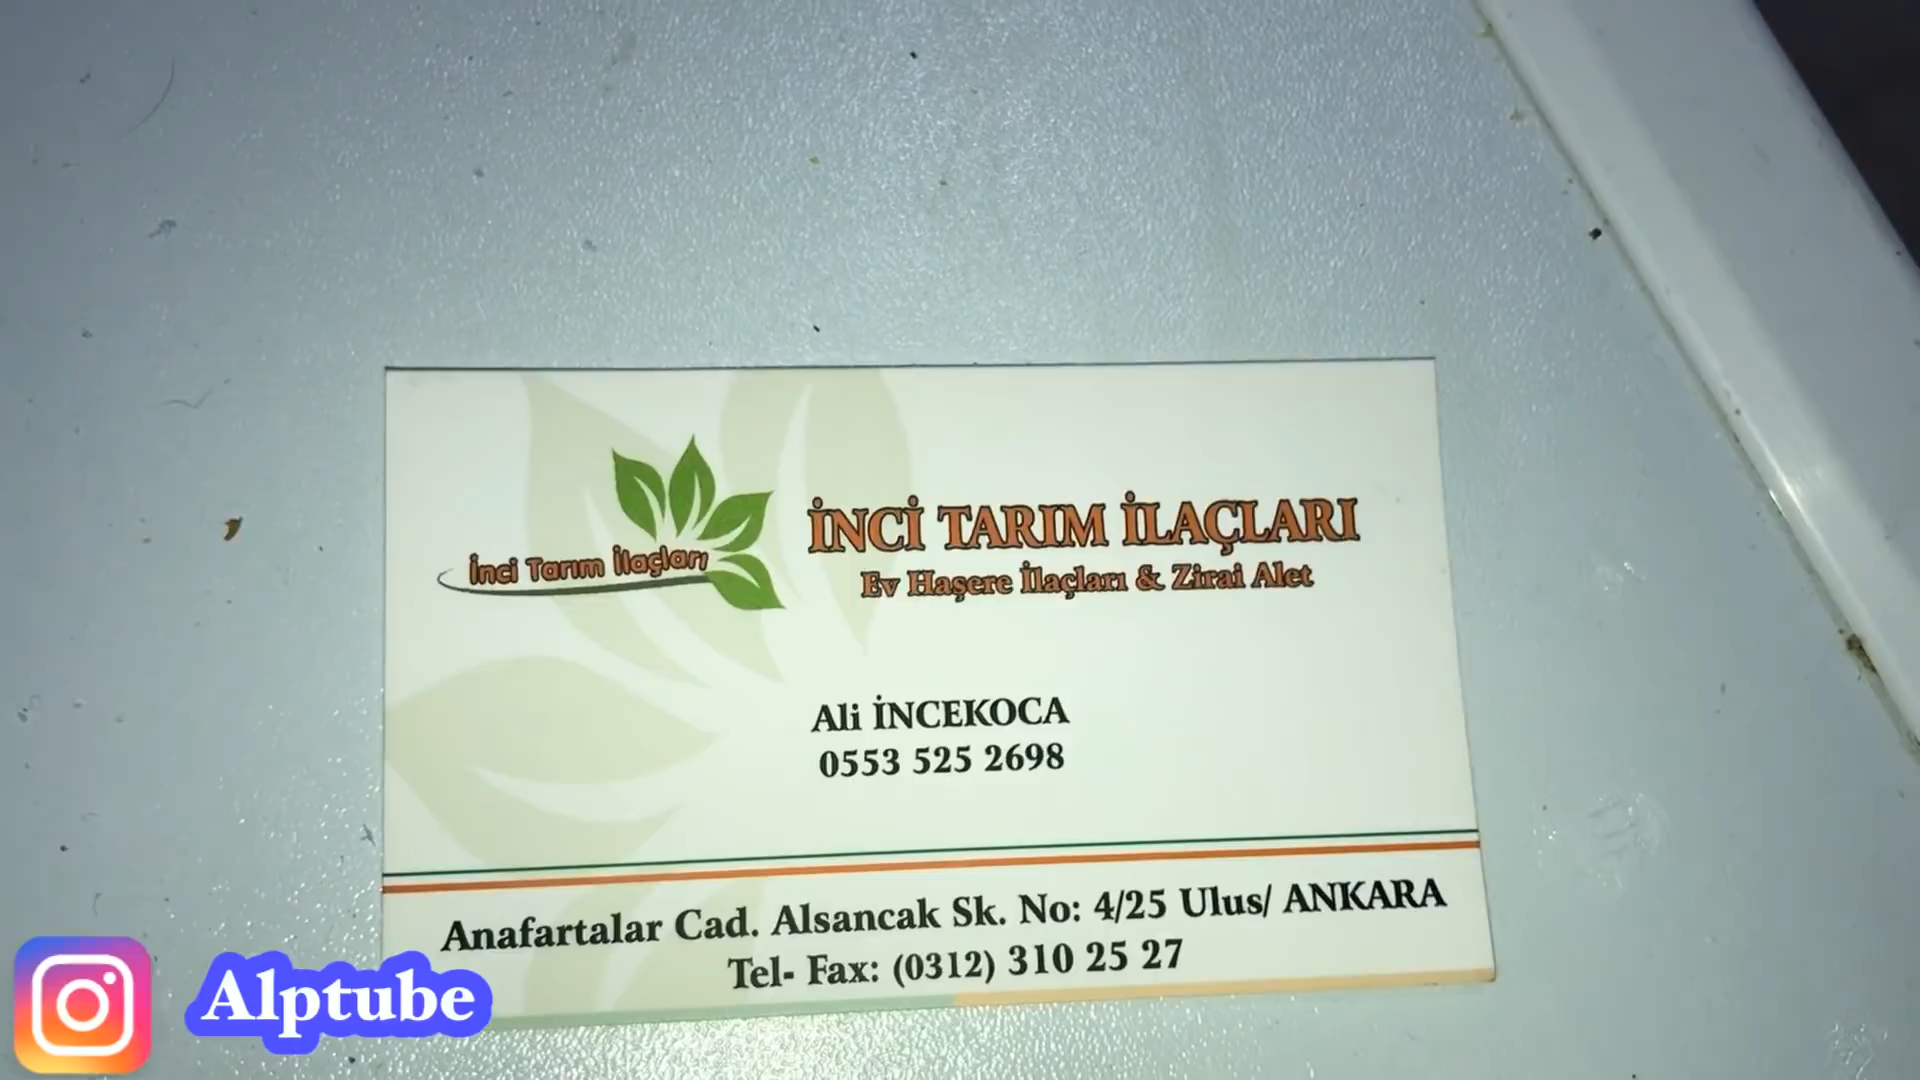 İnci Tarım İlaçları
İNCİ TARIM İLAÇLARI
Ev Haşere İlaçları & Zirai Alet
Ali İNCEKOCA
0553 525 2698
Anafartalar Cad. Alsancak Sk. No: 4/25 Ulus/ ANKARA
Tel- Fax: (0312) 310 25 27
Alptube